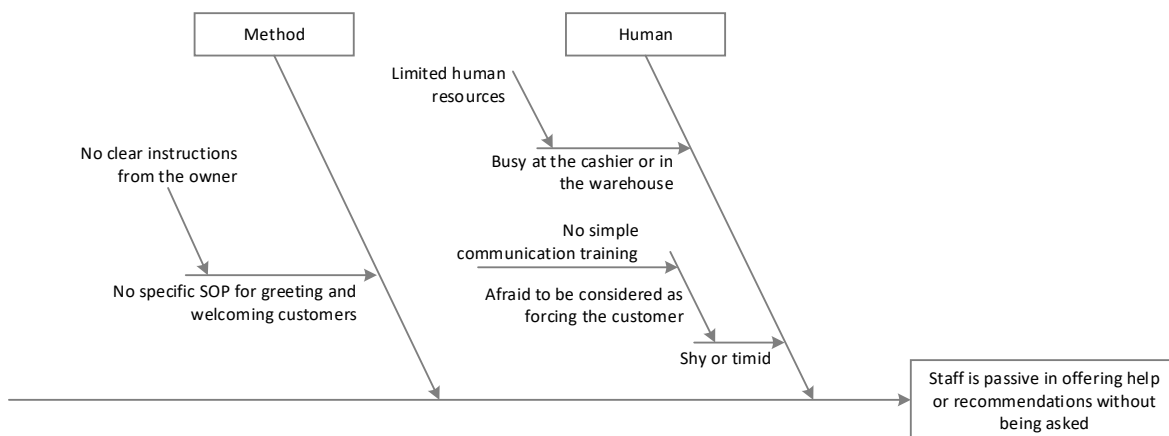 Method
Human
Limited human
resources
No clear instructions
from the owner
Busy at the cashier or in
the warehouse
No simple
communication training
No specific SOP for greeting and
welcoming customers
Afraid to be considered as
forcing the customer
Shy or timid
Staff is passive in offering help
or recommendations without
being asked